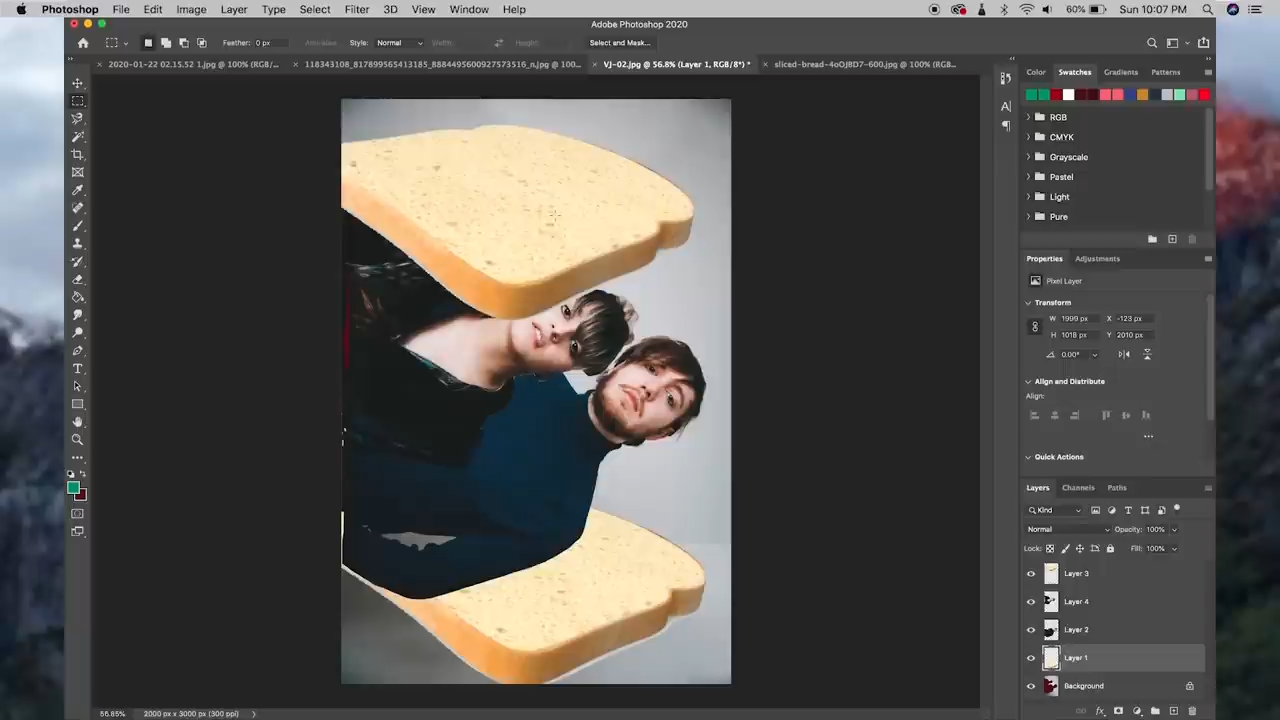 Photoshop File Edit Image Layer Type Select Filter 3D View Window Help 60% Sun 10:07 PM
Adobe Photoshop 2020
Feather: 0 px Anti-alias Style: Normal Width: Height: Select and Mask...
2020-01-22 02.15.52 1.jpg @ 100% (RGB/... 118343108_817899565413185_8884495600927573516_n.jpg @ 100... VJ-02.jpg @ 56.8% (Layer 1, RGB/8*) * sliced-bread-4oOJBD7-600.jpg @ 100% (RGB...
Color Swatches Gradients Patterns
RGB
CMYK
Grayscale
Pastel
Light
Pure
Properties Adjustments
Pixel Layer
Transform
W 1999 px X -123 px
H 1018 px Y 2010 px
0.00°
Align and Distribute
Align:
Quick Actions
Layers Channels Paths
Kind
Normal Opacity: 100%
Lock: Fill: 100%
Layer 3
Layer 4
Layer 2
Layer 1
Background
56.85% 2000 px x 3000 px (300 ppi)